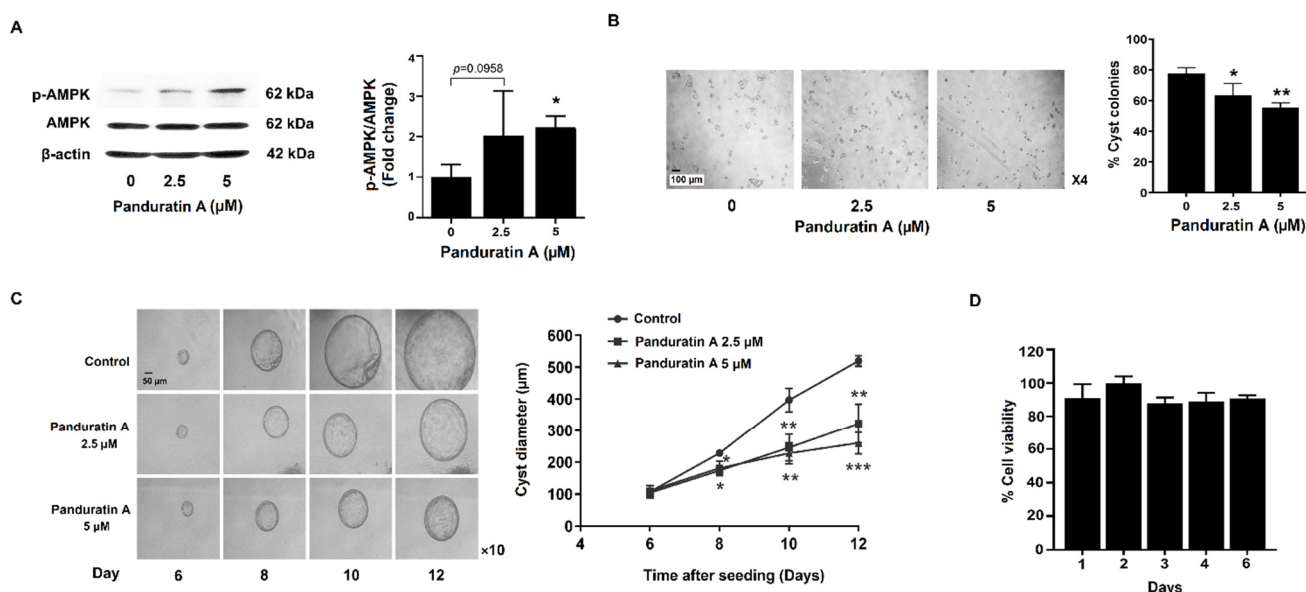 A
p-AMPK 62 kDa
AMPK 62 kDa
β-actin 42 kDa
0 2.5 5
Panduratin A (µM)
p-AMPK/AMPK
(Fold change)
4
3
2
1
0
p=0.0958
*
0 2.5 5
Panduratin A (µM)
B
100 µm
X4
0 2.5 5
Panduratin A (µM)
% Cyst colonies
100
80
60
40
20
0
*
**
0 2.5 5
Panduratin A (µM)
C
Control
50 µm
Panduratin A
2.5 µM
Panduratin A
5 µM
×10
Day 6 8 10 12
Cyst diameter (µm)
600
500
400
300
200
100
0
Control
Panduratin A 2.5 µM
Panduratin A 5 µM
*
*
**
**
**
***
4 6 8 10 12
Time after seeding (Days)
D
% Cell viability
120
100
80
60
40
20
0
1 2 3 4 6
Days